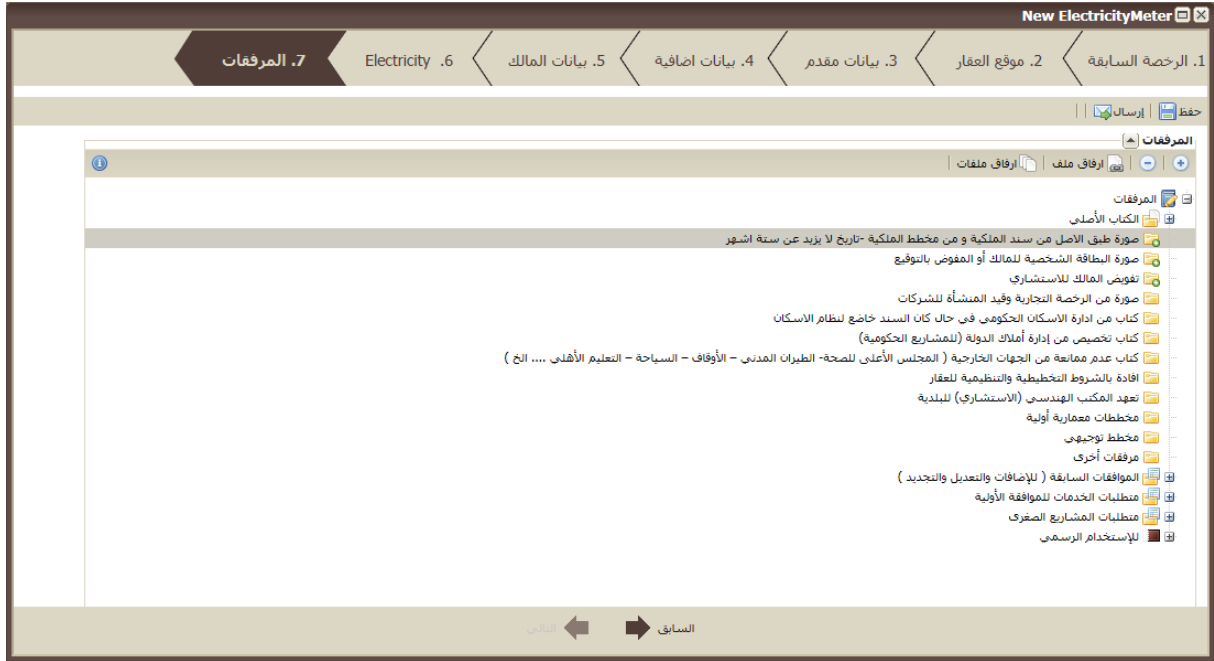 New ElectricityMeter
1. الرخصة السابقة
2. موقع العقار
3. بيانات مقدم
4. بيانات اضافية
5. بيانات المالك
6. Electricity
7. المرفقات
حفظ | إرسال
المرفقات
ارفاق ملف | ارفاق ملفات
المرفقات
الكتاب الأصلي
صورة طبق الاصل من سند الملكية و من مخطط الملكية -تاريخ لا يزيد عن ستة اشهر
صورة البطاقة الشخصية للمالك أو المفوض بالتوقيع
تفويض المالك للاستشاري
صورة من الرخصة التجارية وقيد المنشأة للشركات
كتاب من ادارة الاسكان الحكومي في حال كان السند خاضع لنظام الاسكان
كتاب تخصيص من إدارة أملاك الدولة (للمشاريع الحكومية)
كتاب عدم ممانعة من الجهات الخارجية ( المجلس الأعلى للصحة- الطيران المدني – الأوقاف – السياحة – التعليم الأهلي .... الخ )
افادة بالشروط التخطيطية والتنظيمية للعقار
تعهد المكتب الهندسي (الاستشاري) للبلدية
مخططات معمارية أولية
مخطط توجيهي
مرفقات أخرى
الموافقات السابقة ( للإضافات والتعديل والتجديد )
متطلبات الخدمات للموافقة الأولية
متطلبات المشاريع الصغرى
للإستخدام الرسمي
السابق
التالي